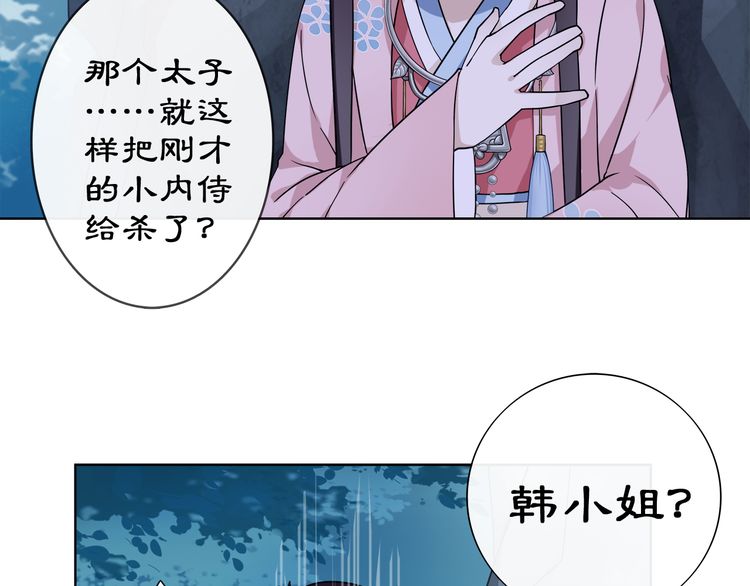 那个太子
……就这
样把刚才
的小内侍
给杀了？
韩小姐？